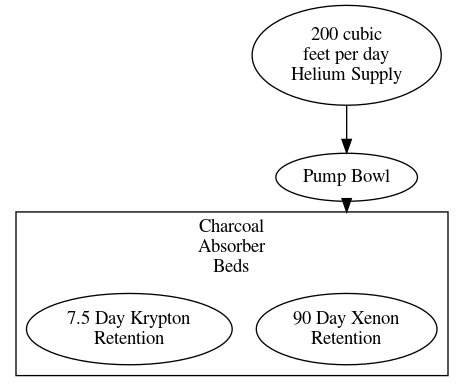 200 cubic
feet per day
Helium Supply
Pump Bowl
Charcoal
Absorber
Beds
7.5 Day Krypton
Retention
90 Day Xenon
Retention